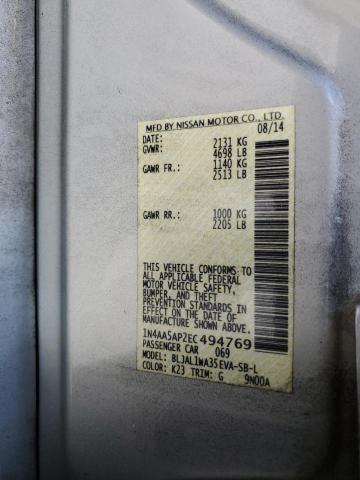 MFD BY NISSAN MOTOR CO., LTD.
DATE: 08/14
GVWR: 2131 KG
4698 LB
GAWR FR: 1140 KG
2513 LB
GAWR RR: 1000 KG
2205 LB
THIS VEHICLE CONFORMS TO
ALL APPLICABLE FEDERAL
MOTOR VEHICLE SAFETY,
BUMPER, AND THEFT
PREVENTION STANDARDS IN
EFFECT ON THE DATE OF
MANUFACTURE SHOWN ABOVE.
1N4AA5AP2EC494769
PASSENGER CAR 069
MODEL: BLJAL1WA35EVA-SB-L
COLOR: K23 TRIM: G 9N00A